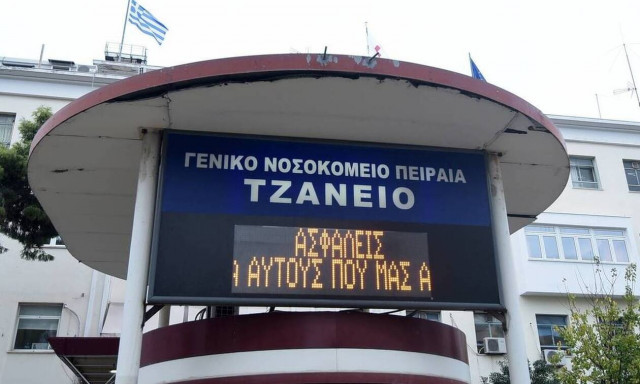 ΓΕΝΙΚΟ ΝΟΣΟΚΟΜΕΙΟ ΠΕΙΡΑΙΑ
ΤΖΑΝΕΙΟ
ΑΣΦΑΛΕΙΣ
Α ΑΥΤΟΥΣ ΠΟΥ ΜΑΣ Α